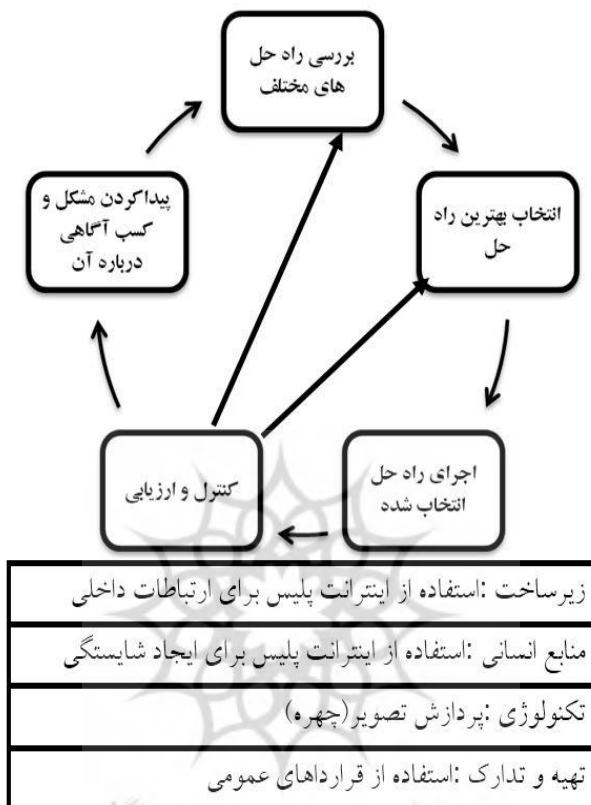 بررسی راه حل
های مختلف
انتخاب بهترین راه
حل
پیداکردن مشکل و
کسب آگاهی
درباره آن
اجرای راه حل
انتخاب شده
کنترل و ارزیابی
زیرساخت :استفاده از اینترانت پلیس برای ارتباطات داخلی
منابع انسانی :استفاده از اینترانت پلیس برای ایجاد شایستگی
تکنولوژی :پردازش تصویر(چهره)
تهیه و تدارک :استفاده از قراردادهای عمومی